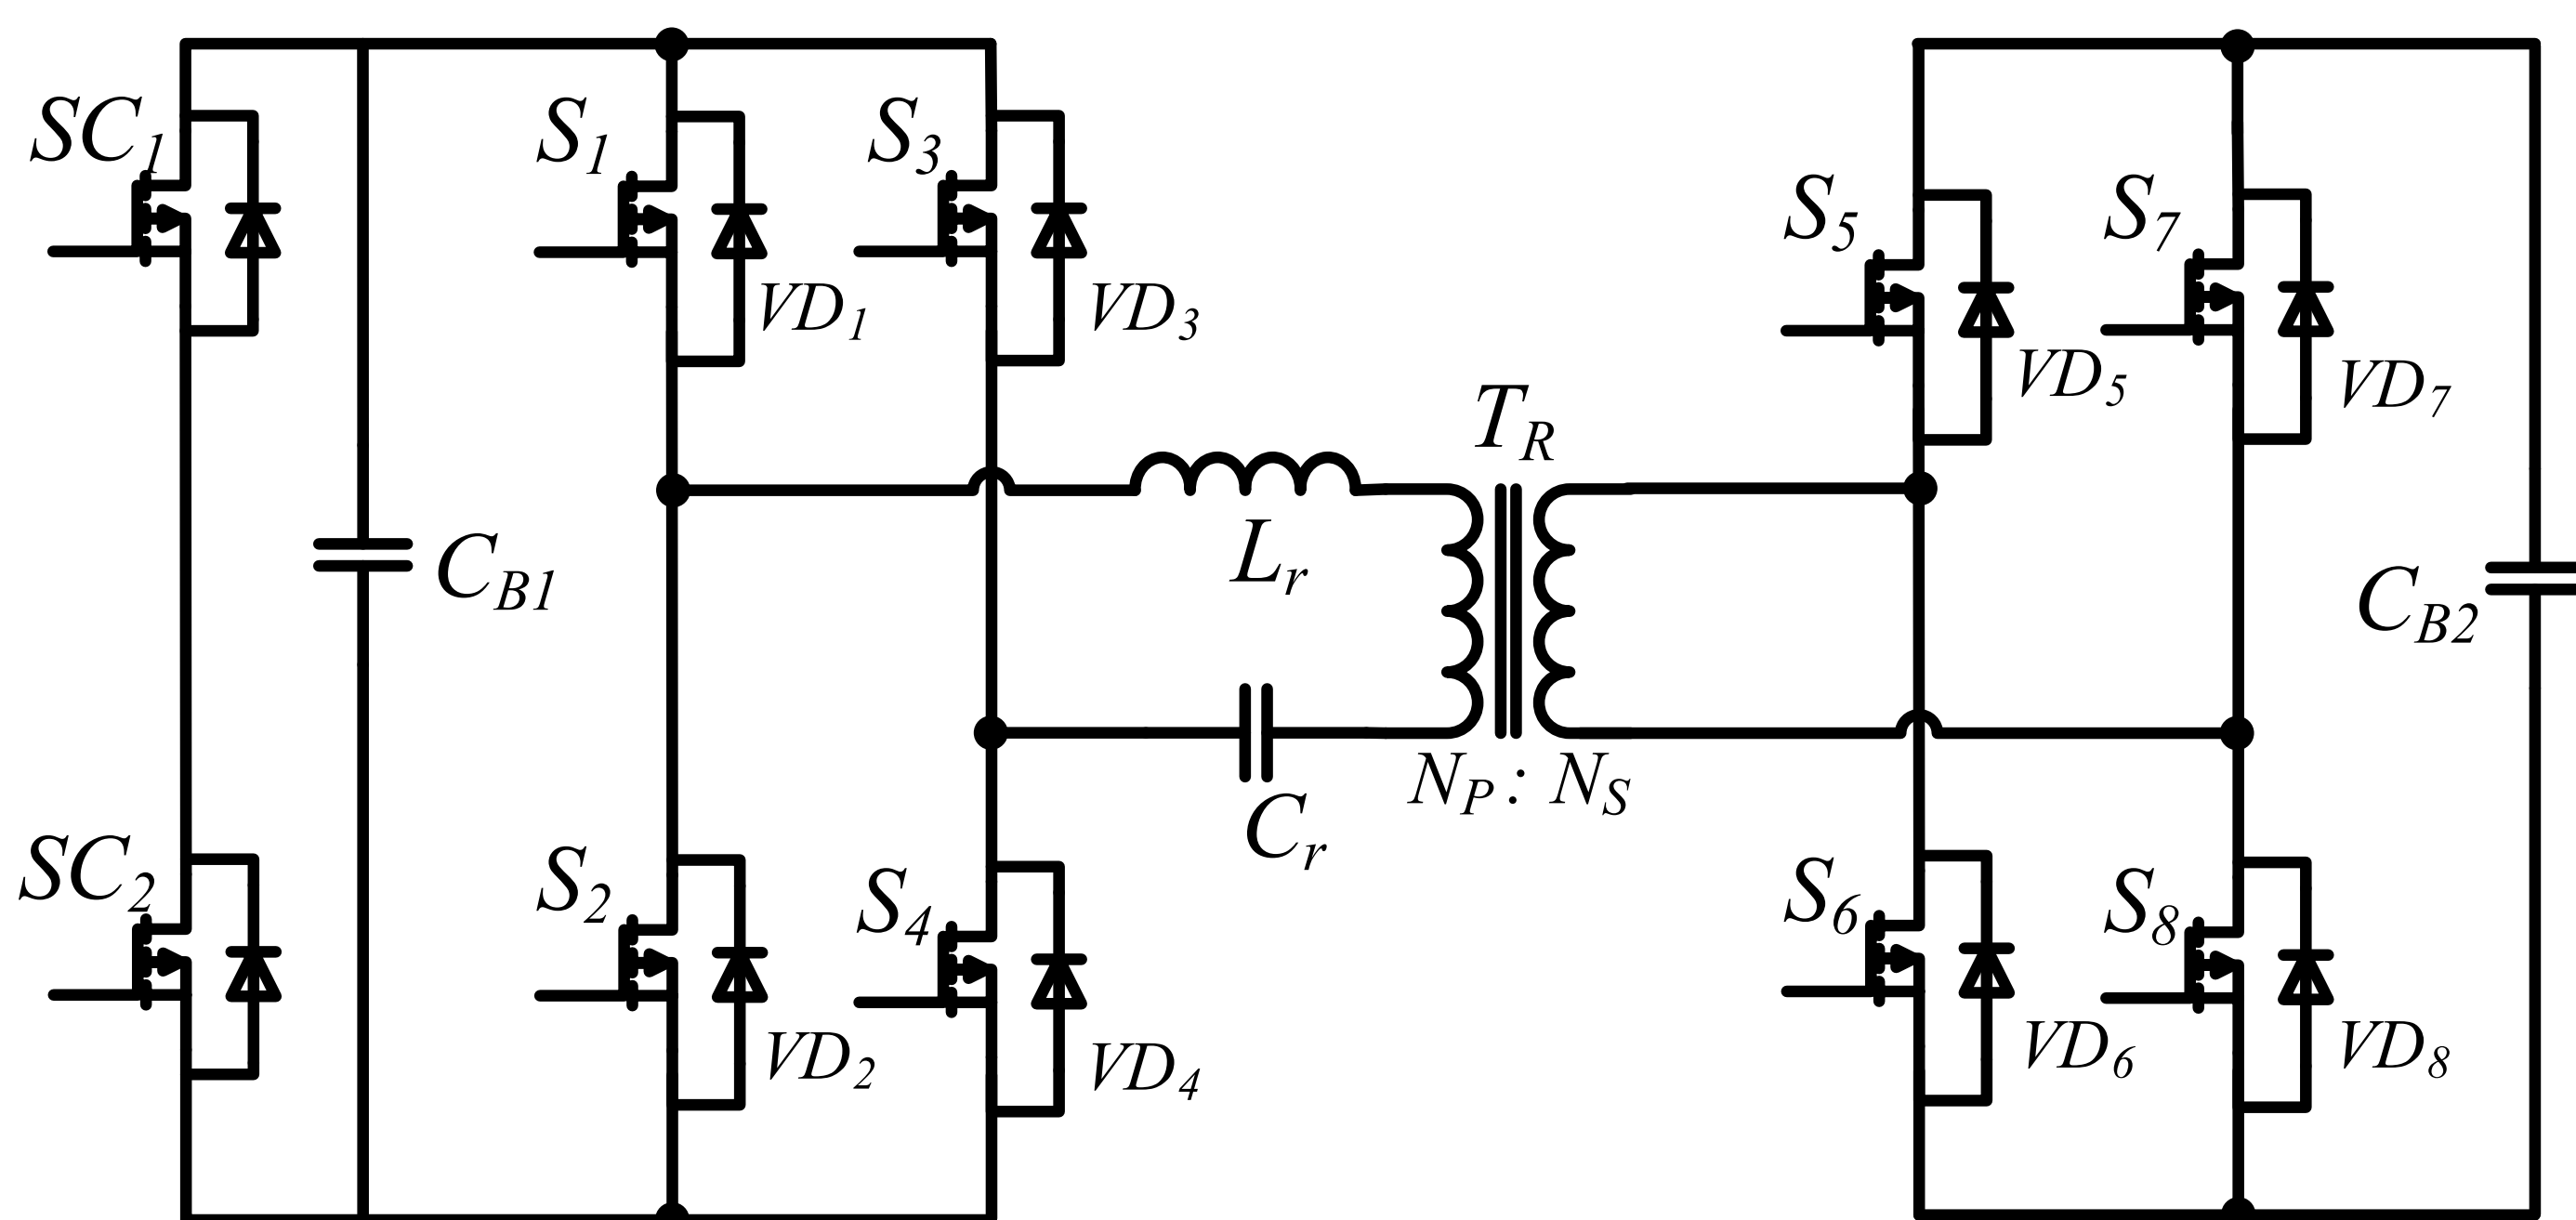 SC1
S1
S3
S5
S7
VD1
VD3
VD5
VD7
TR
Lr
CB1
CB2
NP : NS
Cr
SC2
S2
S4
S6
S8
VD2
VD4
VD6
VD8